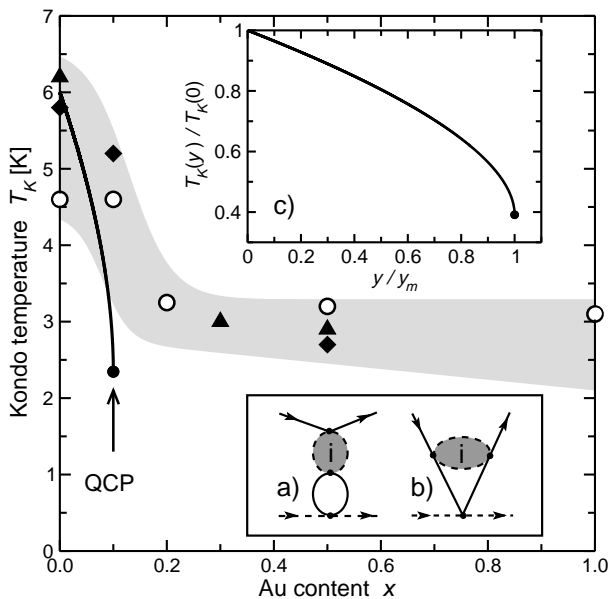 Kondo temperature T_K [K]
7
6
5
4
3
2
1
0
0.0
0.2
0.4
0.6
0.8
1.0
Au content x
QCP
T_K(y) / T_K(0)
1
0.8
0.6
0.4
c)
0
0.2
0.4
0.6
0.8
1
y / y_m
a)
i
b)
i